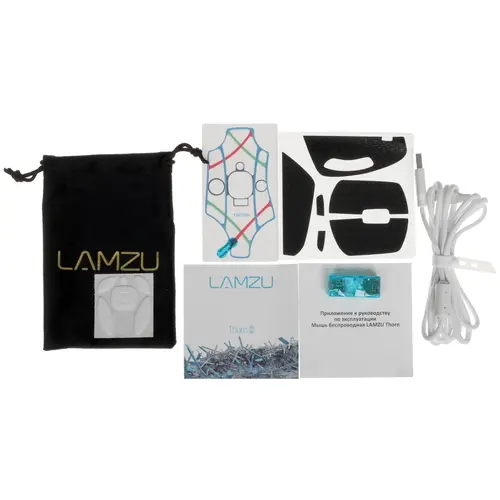 LAMZU
LAMZU
Thorn
Приложение к руководству
по эксплуатации
Мышь беспроводная LAMZU Thorn